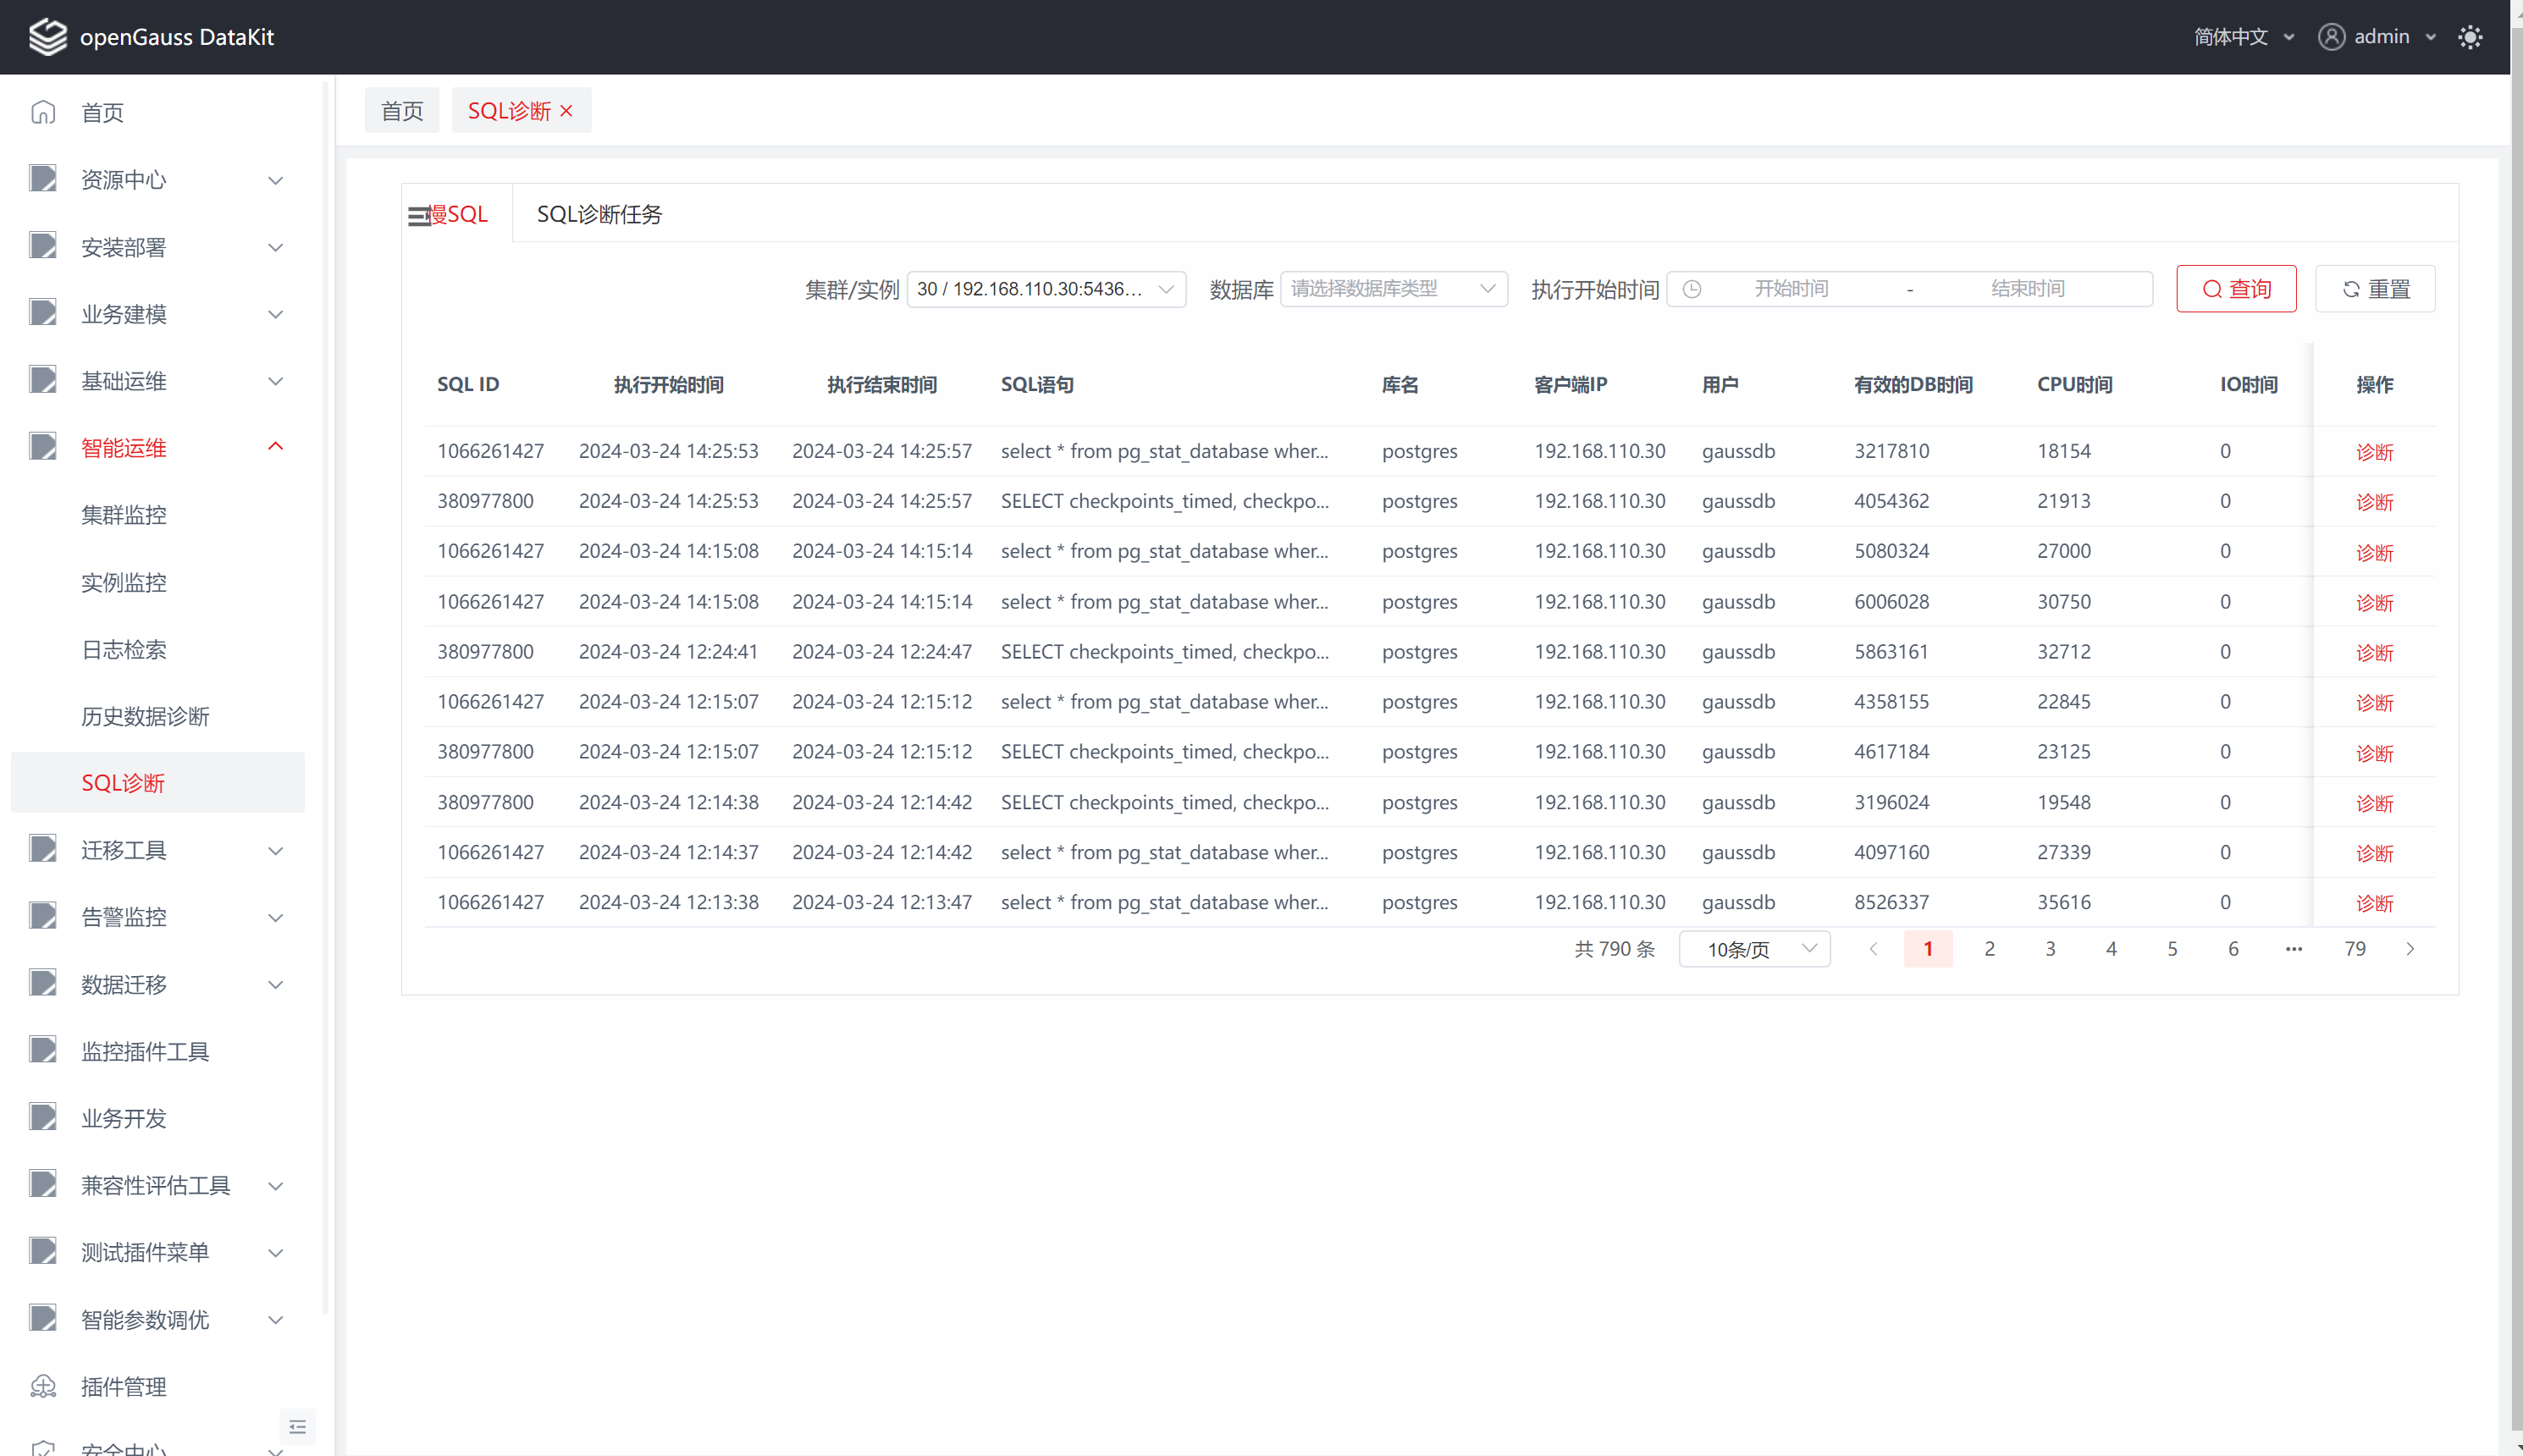 openGauss DataKit
简体中文 admin
首页
资源中心
安装部署
业务建模
基础运维
智能运维
集群监控
实例监控
日志检索
历史数据诊断
SQL诊断
迁移工具
告警监控
数据迁移
监控插件工具
业务开发
兼容性评估工具
测试插件菜单
智能参数调优
插件管理
安全中心
首页 SQL诊断
慢SQL SQL诊断任务
集群/实例 30 / 192.168.110.30:5436... 数据库 请选择数据库类型 执行开始时间 开始时间 - 结束时间 查询 重置
SQL ID 执行开始时间 执行结束时间 SQL语句 库名 客户端IP 用户 有效的DB时间 CPU时间 IO时间 操作
1066261427 2024-03-24 14:25:53 2024-03-24 14:25:57 select * from pg_stat_database wher... postgres 192.168.110.30 gaussdb 3217810 18154 0 诊断
380977800 2024-03-24 14:25:53 2024-03-24 14:25:57 SELECT checkpoints_timed, checkpo... postgres 192.168.110.30 gaussdb 4054362 21913 0 诊断
1066261427 2024-03-24 14:15:08 2024-03-24 14:15:14 select * from pg_stat_database wher... postgres 192.168.110.30 gaussdb 5080324 27000 0 诊断
1066261427 2024-03-24 14:15:08 2024-03-24 14:15:14 select * from pg_stat_database wher... postgres 192.168.110.30 gaussdb 6006028 30750 0 诊断
380977800 2024-03-24 12:24:41 2024-03-24 12:24:47 SELECT checkpoints_timed, checkpo... postgres 192.168.110.30 gaussdb 5863161 32712 0 诊断
1066261427 2024-03-24 12:15:07 2024-03-24 12:15:12 select * from pg_stat_database wher... postgres 192.168.110.30 gaussdb 4358155 22845 0 诊断
380977800 2024-03-24 12:15:07 2024-03-24 12:15:12 SELECT checkpoints_timed, checkpo... postgres 192.168.110.30 gaussdb 4617184 23125 0 诊断
380977800 2024-03-24 12:14:38 2024-03-24 12:14:42 SELECT checkpoints_timed, checkpo... postgres 192.168.110.30 gaussdb 3196024 19548 0 诊断
1066261427 2024-03-24 12:14:37 2024-03-24 12:14:42 select * from pg_stat_database wher... postgres 192.168.110.30 gaussdb 4097160 27339 0 诊断
1066261427 2024-03-24 12:13:38 2024-03-24 12:13:47 select * from pg_stat_database wher... postgres 192.168.110.30 gaussdb 8526337 35616 0 诊断
共 790 条 10条/页 1 2 3 4 5 6 ... 79